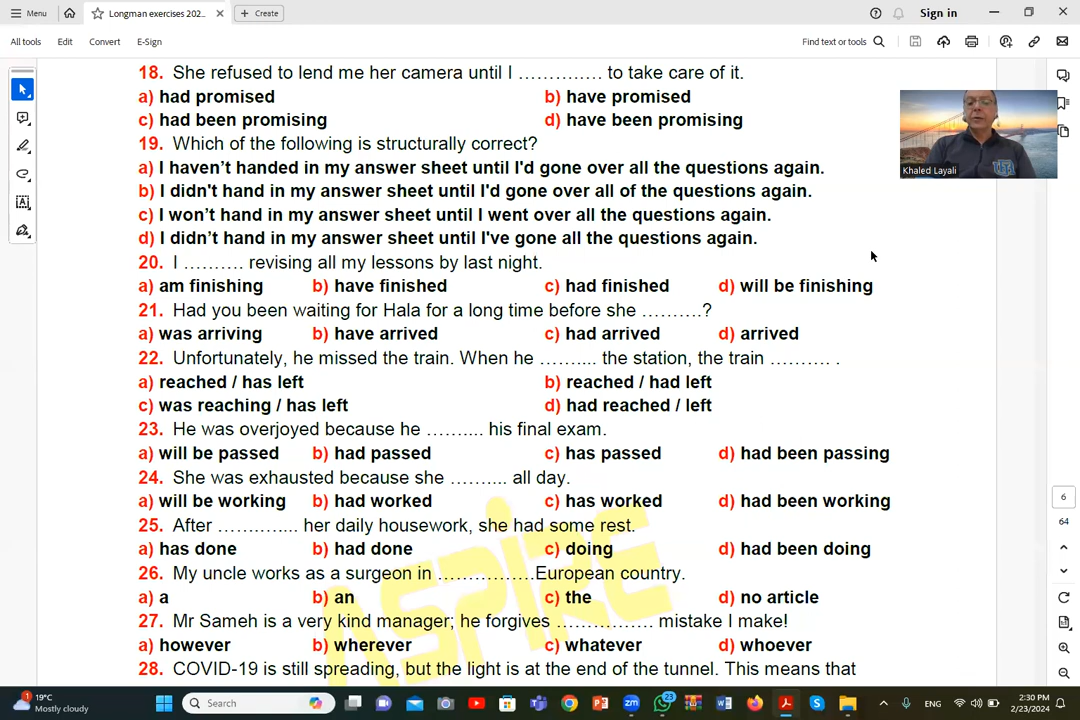 Menu
Longman exercises 202...
Create
Sign in
All tools Edit Convert E-Sign
Find text or tools
18. She refused to lend me her camera until I ………….… to take care of it.
a) had promised b) have promised
c) had been promising d) have been promising
19. Which of the following is structurally correct?
a) I haven’t handed in my answer sheet until I'd gone over all the questions again.
b) I didn't hand in my answer sheet until I'd gone over all of the questions again.
c) I won’t hand in my answer sheet until I went over all the questions again.
d) I didn’t hand in my answer sheet until I've gone all the questions again.
20. I ………. revising all my lessons by last night.
a) am finishing b) have finished c) had finished d) will be finishing
21. Had you been waiting for Hala for a long time before she ……….?
a) was arriving b) have arrived c) had arrived d) arrived
22. Unfortunately, he missed the train. When he ……... the station, the train ………. .
a) reached / has left b) reached / had left
c) was reaching / has left d) had reached / left
23. He was overjoyed because he ……... his final exam.
a) will be passed b) had passed c) has passed d) had been passing
24. She was exhausted because she ……... all day.
a) will be working b) had worked c) has worked d) had been working
25. After ………….. her daily housework, she had some rest.
a) has done b) had done c) doing d) had been doing
26. My uncle works as a surgeon in …………….European country.
a) a b) an c) the d) no article
27. Mr Sameh is a very kind manager; he forgives …………… mistake I make!
a) however b) wherever c) whatever d) whoever
28. COVID-19 is still spreading, but the light is at the end of the tunnel. This means that
ASPIRE
Khaled Layali
6
64
1
19°C
Mostly cloudy
Search
23
ENG
2:30 PM
2/23/2024